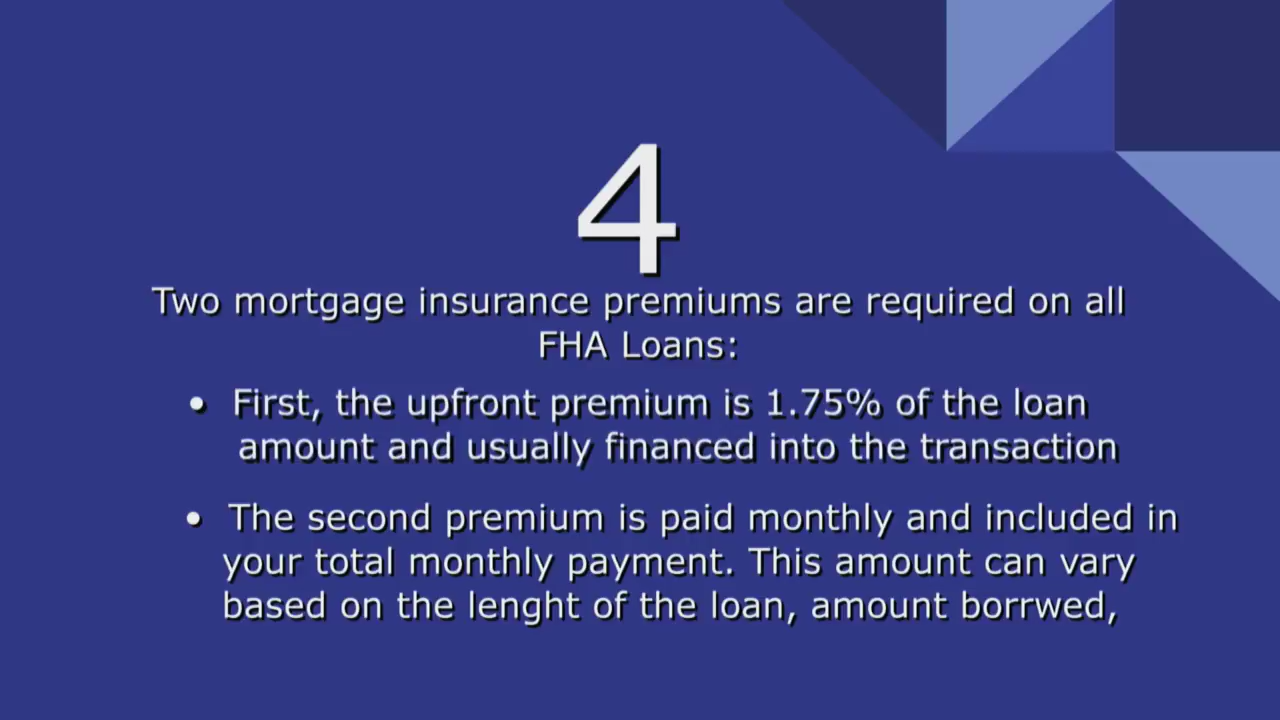 4
Two mortgage insurance premiums are required on all
FHA Loans:
• First, the upfront premium is 1.75% of the loan
amount and usually financed into the transaction
• The second premium is paid monthly and included in
your total monthly payment. This amount can vary
based on the lenght of the loan, amount borrwed,